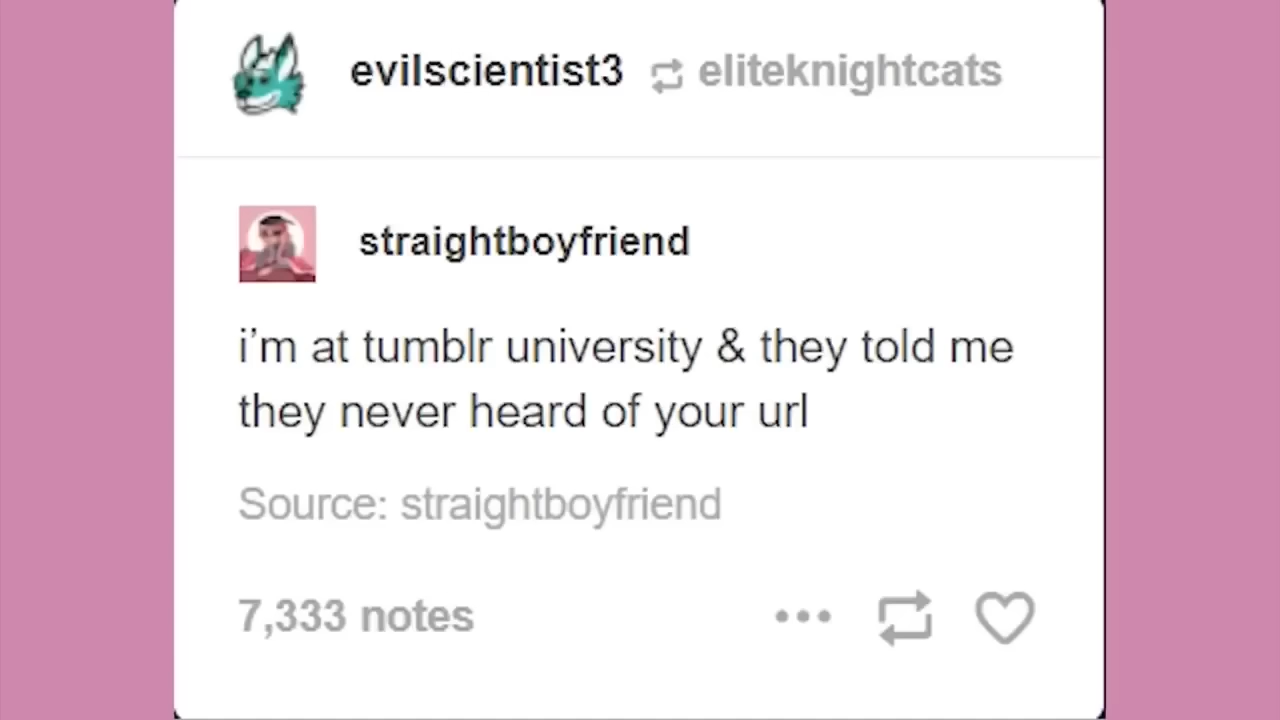 evilscientist3 eliteknightcats
straightboyfriend
i’m at tumblr university & they told me
they never heard of your url
Source: straightboyfriend
7,333 notes